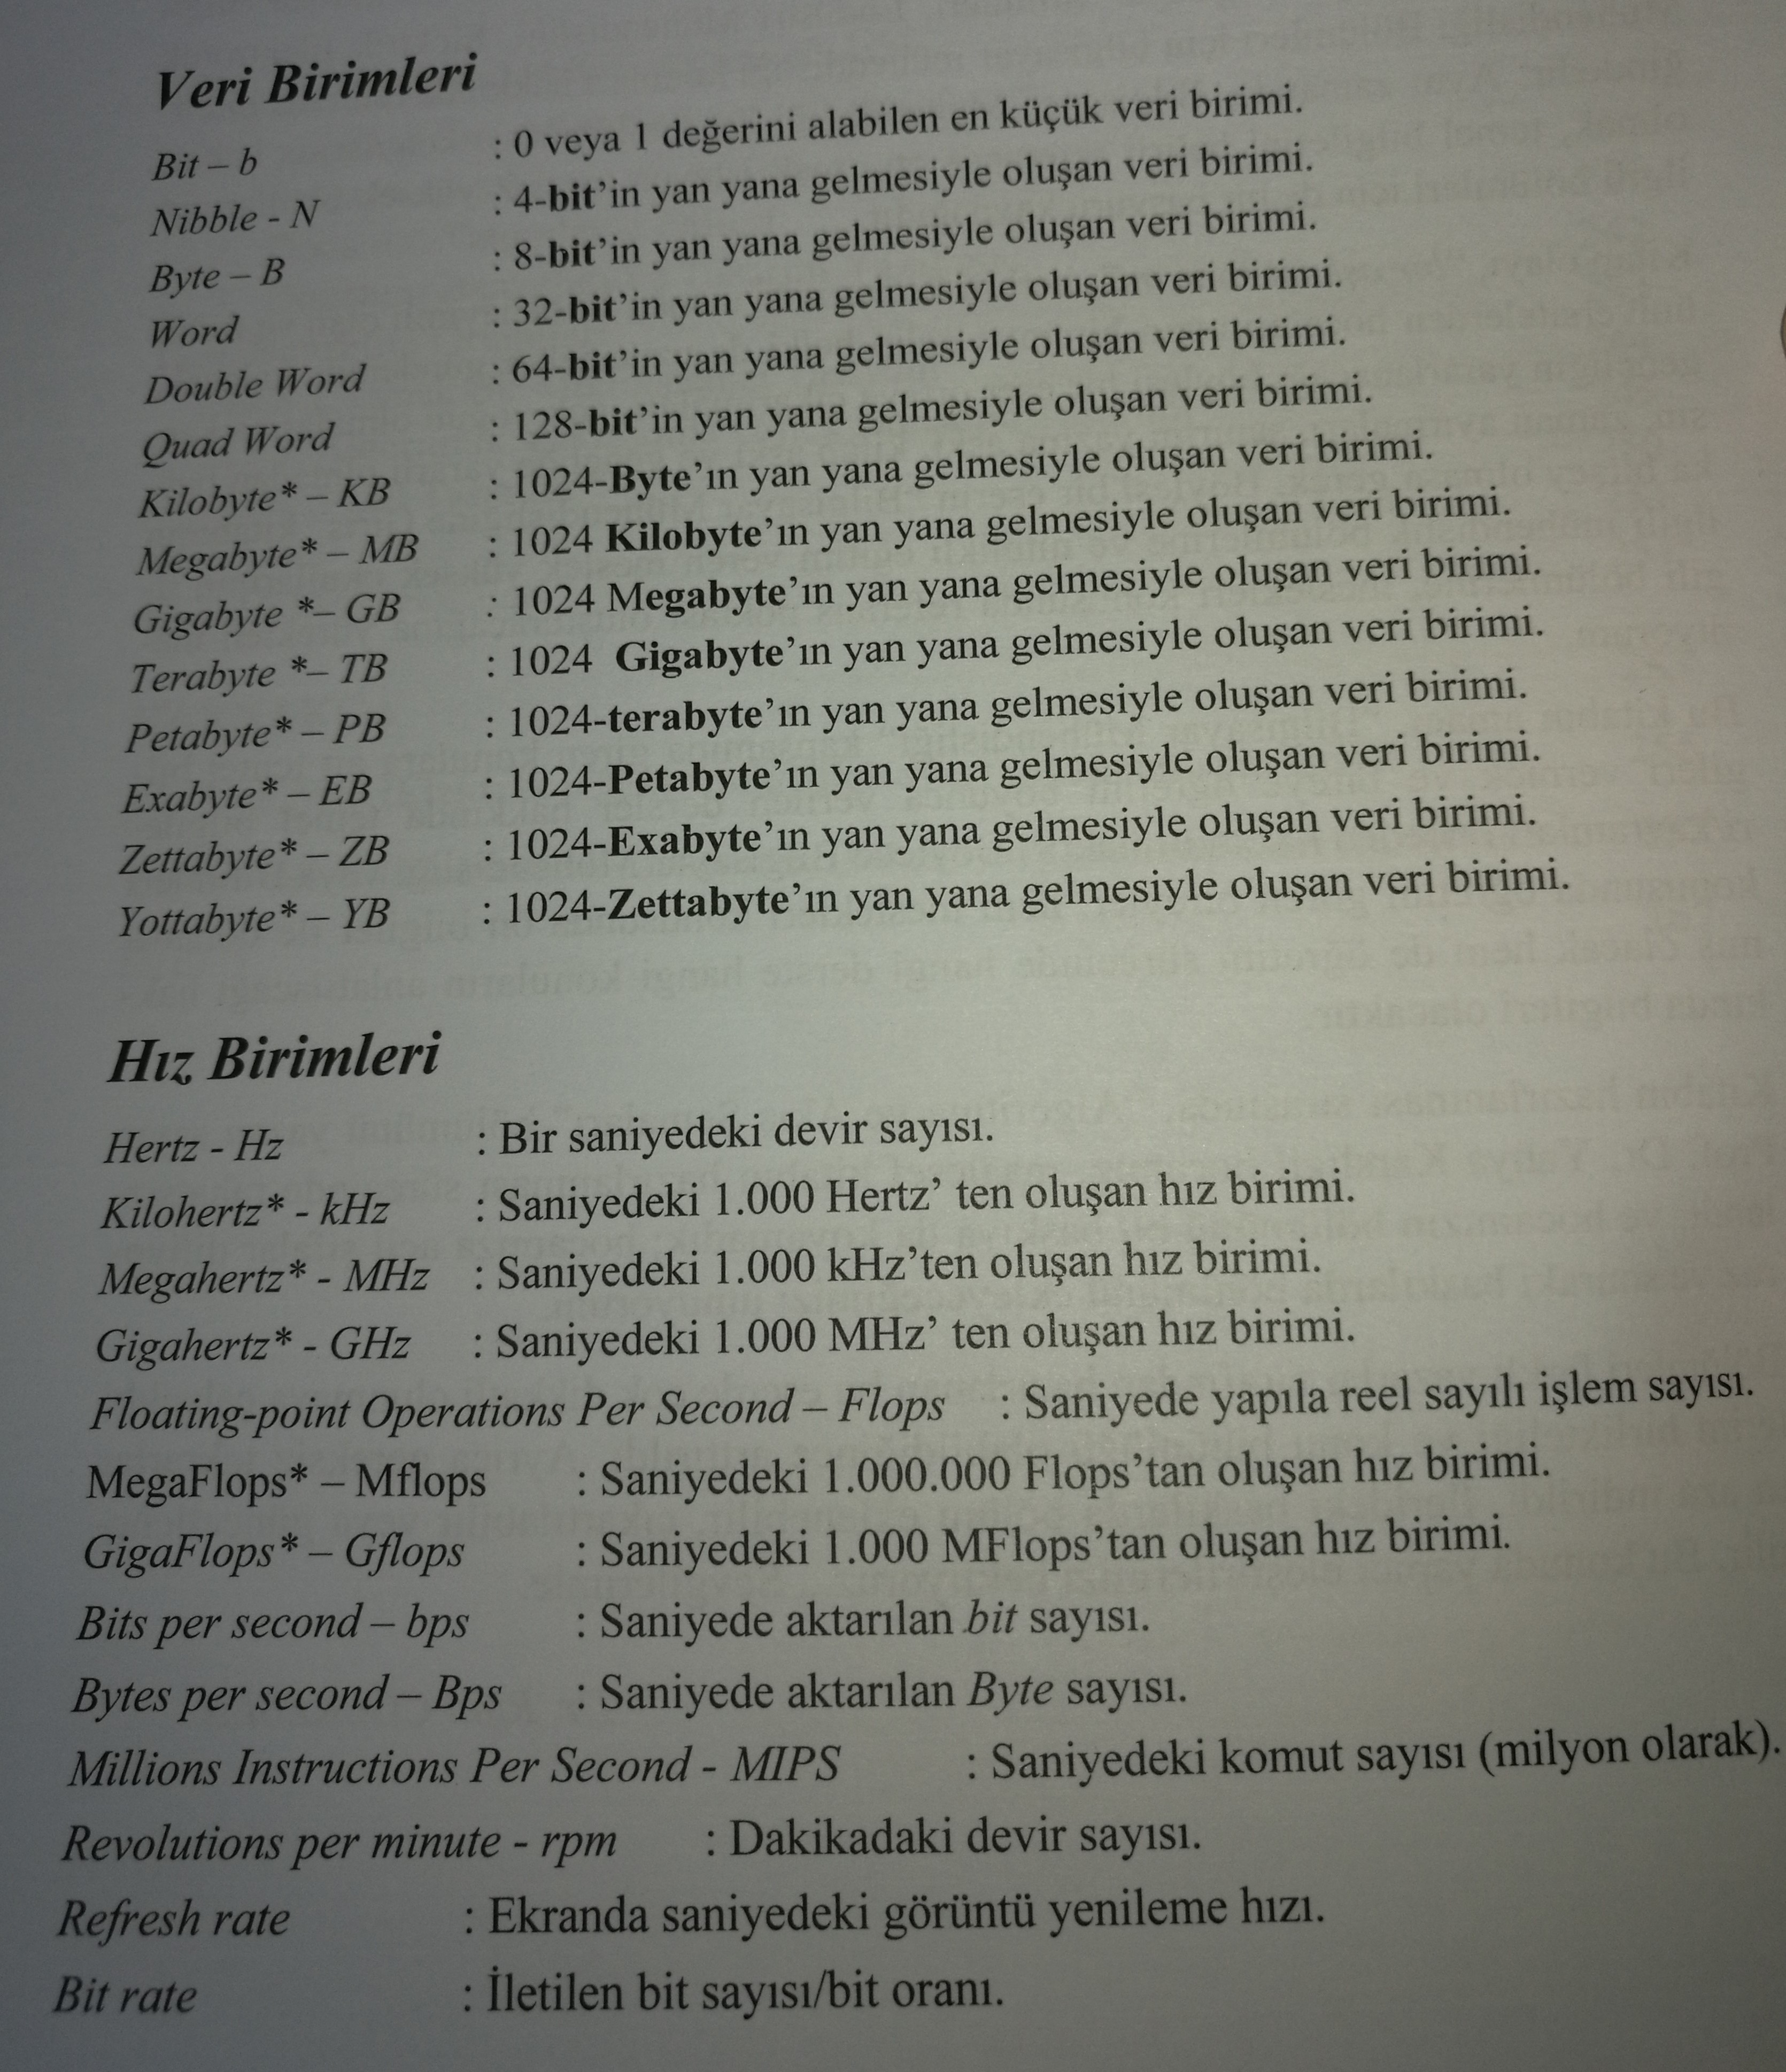 Veri Birimleri
Bit – b : 0 veya 1 değerini alabilen en küçük veri birimi.
Nibble - N : 4-bit’in yan yana gelmesiyle oluşan veri birimi.
Byte – B : 8-bit’in yan yana gelmesiyle oluşan veri birimi.
Word : 32-bit’in yan yana gelmesiyle oluşan veri birimi.
Double Word : 64-bit’in yan yana gelmesiyle oluşan veri birimi.
Quad Word : 128-bit’in yan yana gelmesiyle oluşan veri birimi.
Kilobyte* – KB : 1024-Byte’ın yan yana gelmesiyle oluşan veri birimi.
Megabyte* – MB : 1024 Kilobyte’ın yan yana gelmesiyle oluşan veri birimi.
Gigabyte *– GB : 1024 Megabyte’ın yan yana gelmesiyle oluşan veri birimi.
Terabyte *– TB : 1024 Gigabyte’ın yan yana gelmesiyle oluşan veri birimi.
Petabyte* – PB : 1024-terabyte’ın yan yana gelmesiyle oluşan veri birimi.
Exabyte* – EB : 1024-Petabyte’ın yan yana gelmesiyle oluşan veri birimi.
Zettabyte* – ZB : 1024-Exabyte’ın yan yana gelmesiyle oluşan veri birimi.
Yottabyte* – YB : 1024-Zettabyte’ın yan yana gelmesiyle oluşan veri birimi.
Hız Birimleri
Hertz - Hz : Bir saniyedeki devir sayısı.
Kilohertz* - kHz : Saniyedeki 1.000 Hertz’ ten oluşan hız birimi.
Megahertz* - MHz : Saniyedeki 1.000 kHz’ten oluşan hız birimi.
Gigahertz* - GHz : Saniyedeki 1.000 MHz’ ten oluşan hız birimi.
Floating-point Operations Per Second – Flops : Saniyede yapıla reel sayılı işlem sayısı.
MegaFlops* – Mflops : Saniyedeki 1.000.000 Flops’tan oluşan hız birimi.
GigaFlops* – Gflops : Saniyedeki 1.000 MFlops’tan oluşan hız birimi.
Bits per second – bps : Saniyede aktarılan bit sayısı.
Bytes per second – Bps : Saniyede aktarılan Byte sayısı.
Millions Instructions Per Second - MIPS : Saniyedeki komut sayısı (milyon olarak).
Revolutions per minute - rpm : Dakikadaki devir sayısı.
Refresh rate : Ekranda saniyedeki görüntü yenileme hızı.
Bit rate : İletilen bit sayısı/bit oranı.